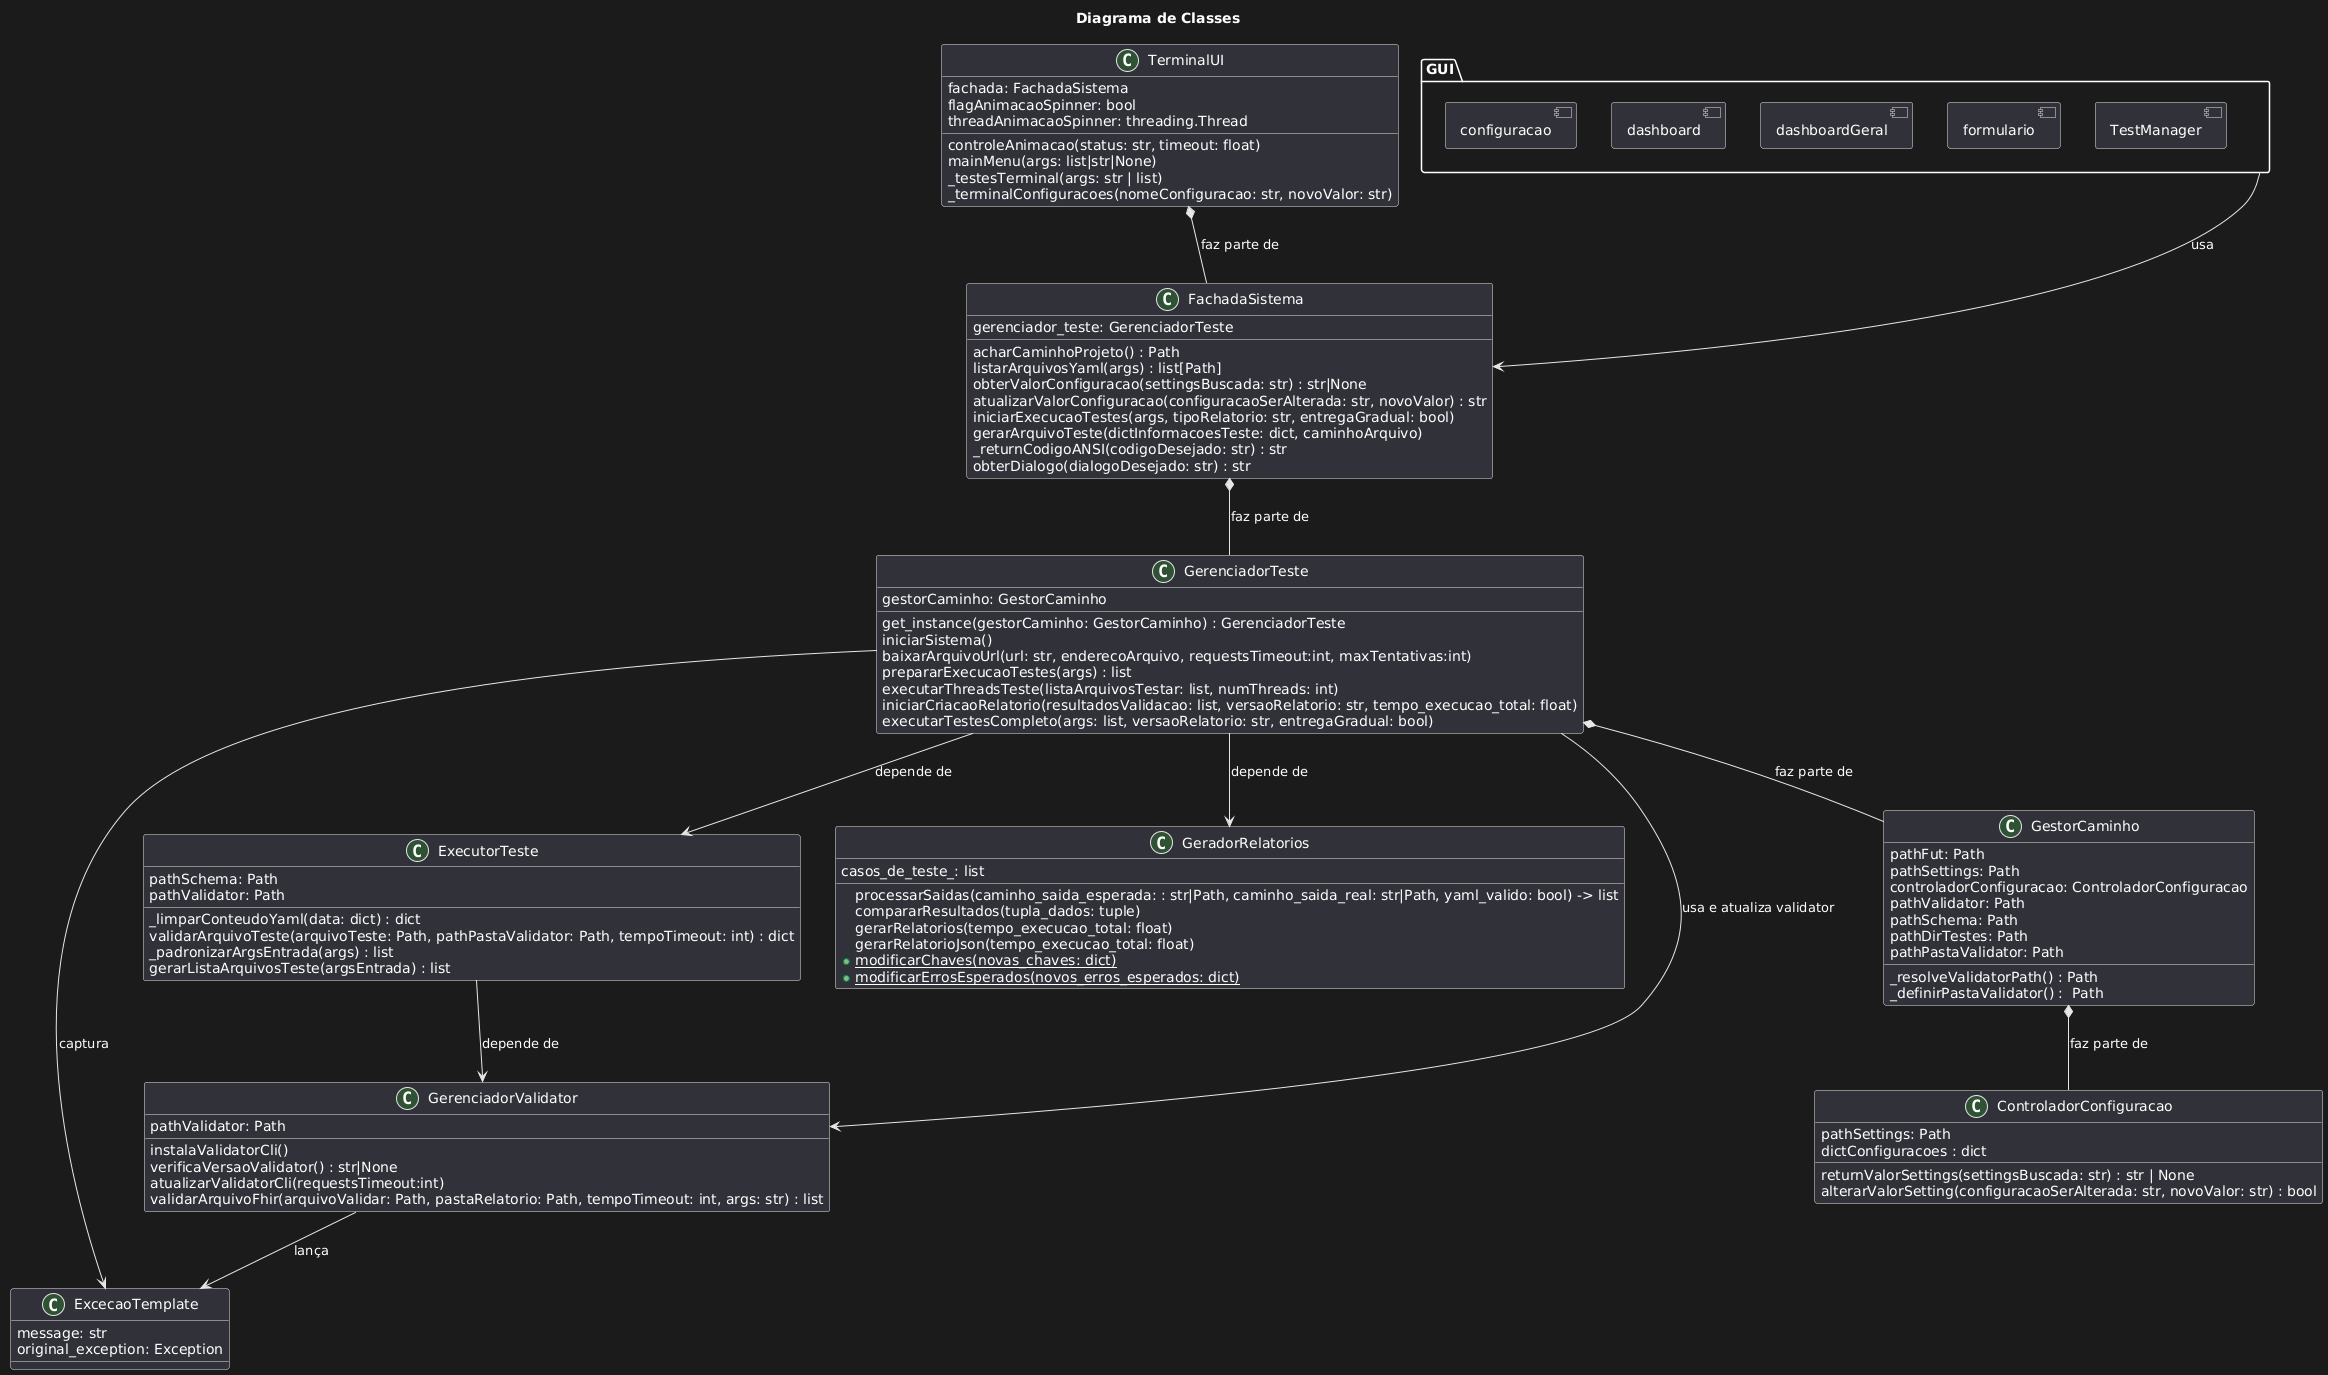 Diagrama de Classes
TerminalUI
fachada: FachadaSistema
flagAnimacaoSpinner: bool
threadAnimacaoSpinner: threading.Thread
controleAnimacao(status: str, timeout: float)
mainMenu(args: list|str|None)
_testesTerminal(args: str | list)
_terminalConfiguracoes(nomeConfiguracao: str, novoValor: str)
GUI
configuracao
dashboard
dashboardGeral
formulario
TestManager
faz parte de
usa
FachadaSistema
gerenciador_teste: GerenciadorTeste
acharCaminhoProjeto() : Path
listarArquivosYaml(args) : list[Path]
obterValorConfiguracao(settingsBuscada: str) : str|None
atualizarValorConfiguracao(configuracaoSerAlterada: str, novoValor) : str
iniciarExecucaoTestes(args, tipoRelatorio: str, entregaGradual: bool)
gerarArquivoTeste(dictInformacoesTeste: dict, caminhoArquivo)
_returnCodigoANSI(codigoDesejado: str) : str
obterDialogo(dialogoDesejado: str) : str
faz parte de
GerenciadorTeste
gestorCaminho: GestorCaminho
get_instance(gestorCaminho: GestorCaminho) : GerenciadorTeste
iniciarSistema()
baixarArquivoUrl(url: str, enderecoArquivo, requestsTimeout:int, maxTentativas:int)
prepararExecucaoTestes(args) : list
executarThreadsTeste(listaArquivosTestar: list, numThreads: int)
iniciarCriacaoRelatorio(resultadosValidacao: list, versaoRelatorio: str, tempo_execucao_total: float)
executarTestesCompleto(args: list, versaoRelatorio: str, entregaGradual: bool)
depende de
depende de
faz parte de
ExecutorTeste
pathSchema: Path
pathValidator: Path
_limparConteudoYaml(data: dict) : dict
validarArquivoTeste(arquivoTeste: Path, pathPastaValidator: Path, tempoTimeout: int) : dict
_padronizarArgsEntrada(args) : list
gerarListaArquivosTeste(argsEntrada) : list
GeradorRelatorios
casos_de_teste_: list
processarSaidas(caminho_saida_esperada: : str|Path, caminho_saida_real: str|Path, yaml_valido: bool) -> list
compararResultados(tupla_dados: tuple)
gerarRelatorios(tempo_execucao_total: float)
gerarRelatorioJson(tempo_execucao_total: float)
modificarChaves(novas_chaves: dict)
modificarErrosEsperados(novos_erros_esperados: dict)
usa e atualiza validator
GestorCaminho
pathFut: Path
pathSettings: Path
controladorConfiguracao: ControladorConfiguracao
pathValidator: Path
pathSchema: Path
pathDirTestes: Path
pathPastaValidator: Path
_resolveValidatorPath() : Path
_definirPastaValidator() :  Path
captura
depende de
faz parte de
GerenciadorValidator
pathValidator: Path
instalaValidatorCli()
verificaVersaoValidator() : str|None
atualizarValidatorCli(requestsTimeout:int)
validarArquivoFhir(arquivoValidar: Path, pastaRelatorio: Path, tempoTimeout: int, args: str) : list
ControladorConfiguracao
pathSettings: Path
dictConfiguracoes : dict
returnValorSettings(settingsBuscada: str) : str | None
alterarValorSetting(configuracaoSerAlterada: str, novoValor: str) : bool
lança
ExcecaoTemplate
message: str
original_exception: Exception